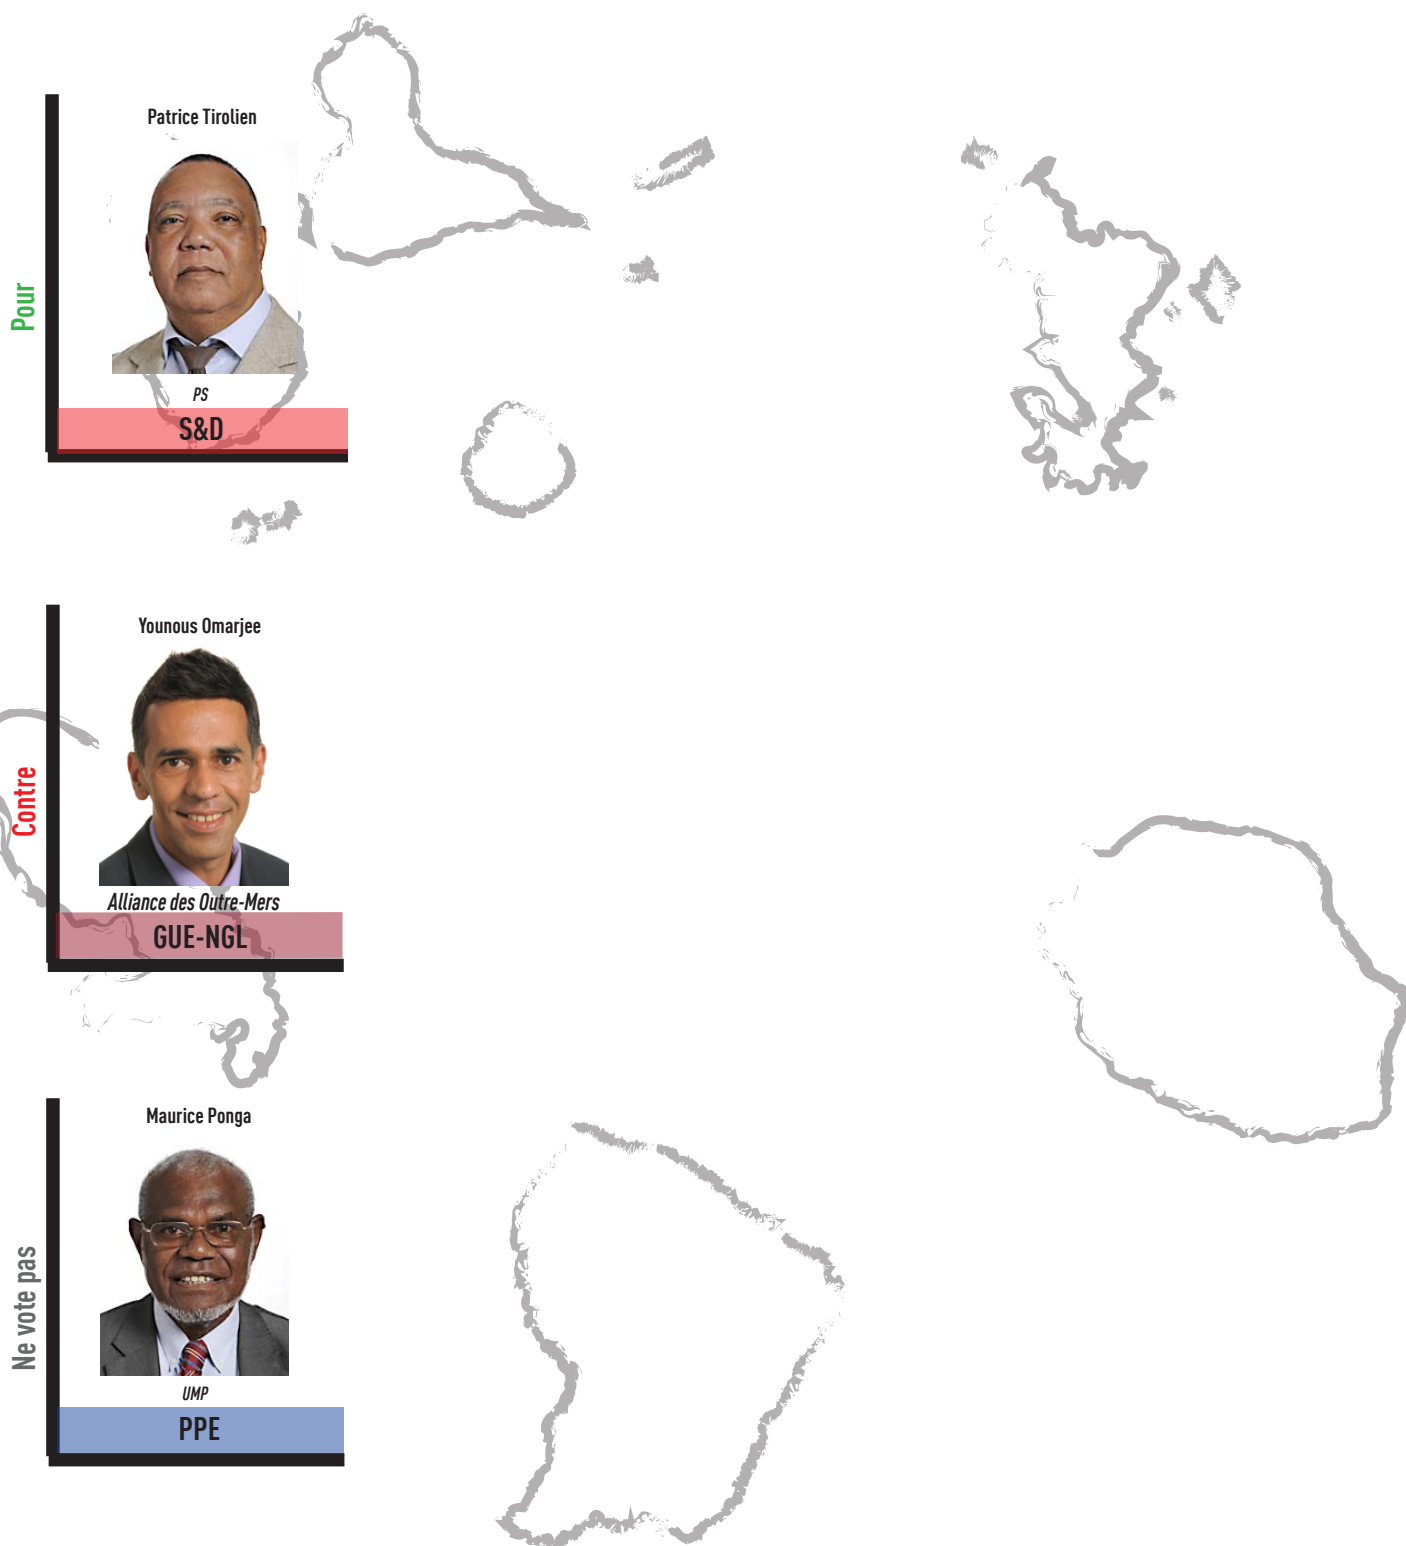 Pour
Patrice Tirolien
PS
S&D
Contre
Younous Omarjee
Alliance des Outre-Mers
GUE-NGL
Ne vote pas
Maurice Ponga
UMP
PPE